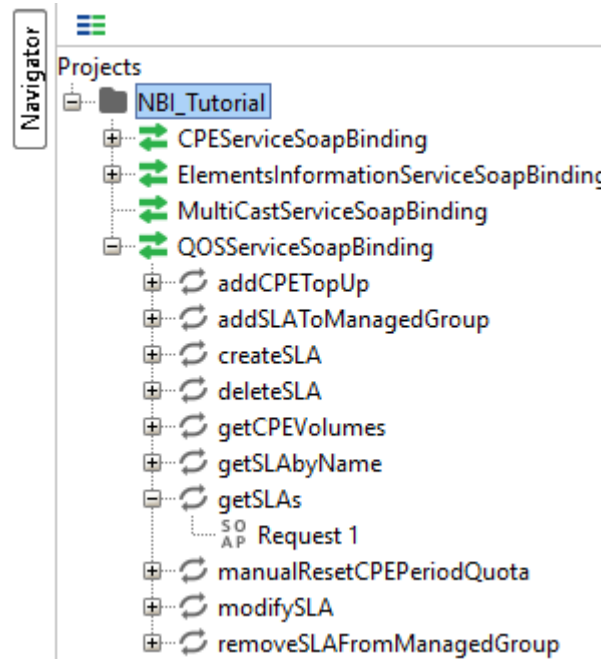 Navigator
Projects
NBI_Tutorial
CPEServiceSoapBinding
ElementsInformationServiceSoapBinding
MultiCastServiceSoapBinding
QOSServiceSoapBinding
addCPETopUp
addSLAToManagedGroup
createSLA
deleteSLA
getCPEVolumes
getSLAbyName
getSLAs
SO
AP Request 1
manualResetCPEPeriodQuota
modifySLA
removeSLAFromManagedGroup